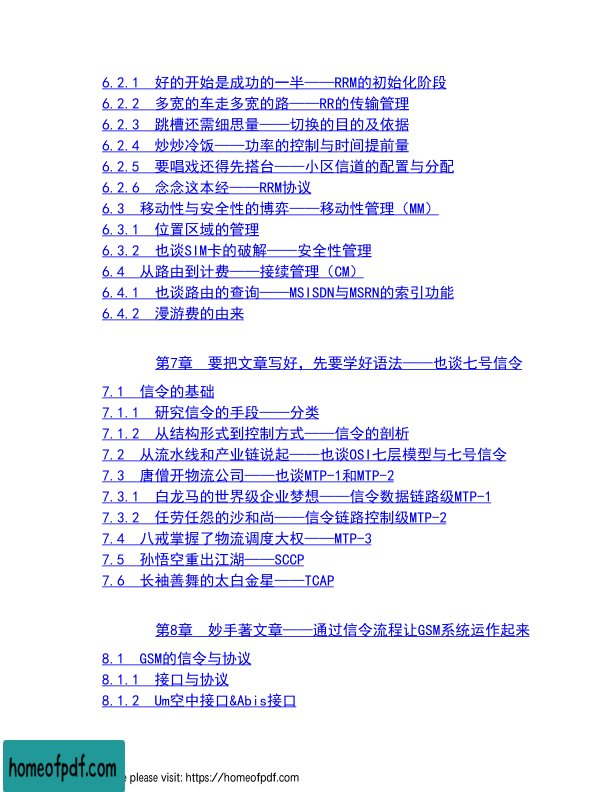 6.2.1 好的开始是成功的一半——RRM的初始化阶段
6.2.2 多宽的车走多宽的路——RR的传输管理
6.2.3 跳槽还需细思量——切换的目的及依据
6.2.4 炒炒冷饭——功率的控制与时间提前量
6.2.5 要唱戏还得先搭台——小区信道的配置与分配
6.2.6 念念这本经——RRM协议
6.3 移动性与安全性的博弈——移动性管理（MM）
6.3.1 位置区域的管理
6.3.2 也谈SIM卡的破解——安全性管理
6.4 从路由到计费——接续管理（CM）
6.4.1 也谈路由的查询——MSISDN与MSRN的索引功能
6.4.2 漫游费的由来
第7章 要把文章写好，先要学好语法——也谈七号信令
7.1 信令的基础
7.1.1 研究信令的手段——分类
7.1.2 从结构形式到控制方式——信令的剖析
7.2 从流水线和产业链说起——也谈OSI七层模型与七号信令
7.3 唐僧开物流公司——也谈MTP-1和MTP-2
7.3.1 白龙马的世界级企业梦想——信令数据链路级MTP-1
7.3.2 任劳任怨的沙和尚——信令链路控制级MTP-2
7.4 八戒掌握了物流调度大权——MTP-3
7.5 孙悟空重出江湖——SCCP
7.6 长袖善舞的太白金星——TCAP
第8章 妙手著文章——通过信令流程让GSM系统运作起来
8.1 GSM的信令与协议
8.1.1 接口与协议
8.1.2 Um空中接口&Abis接口
homeofpdf.com
please visit: https://homeofpdf.com